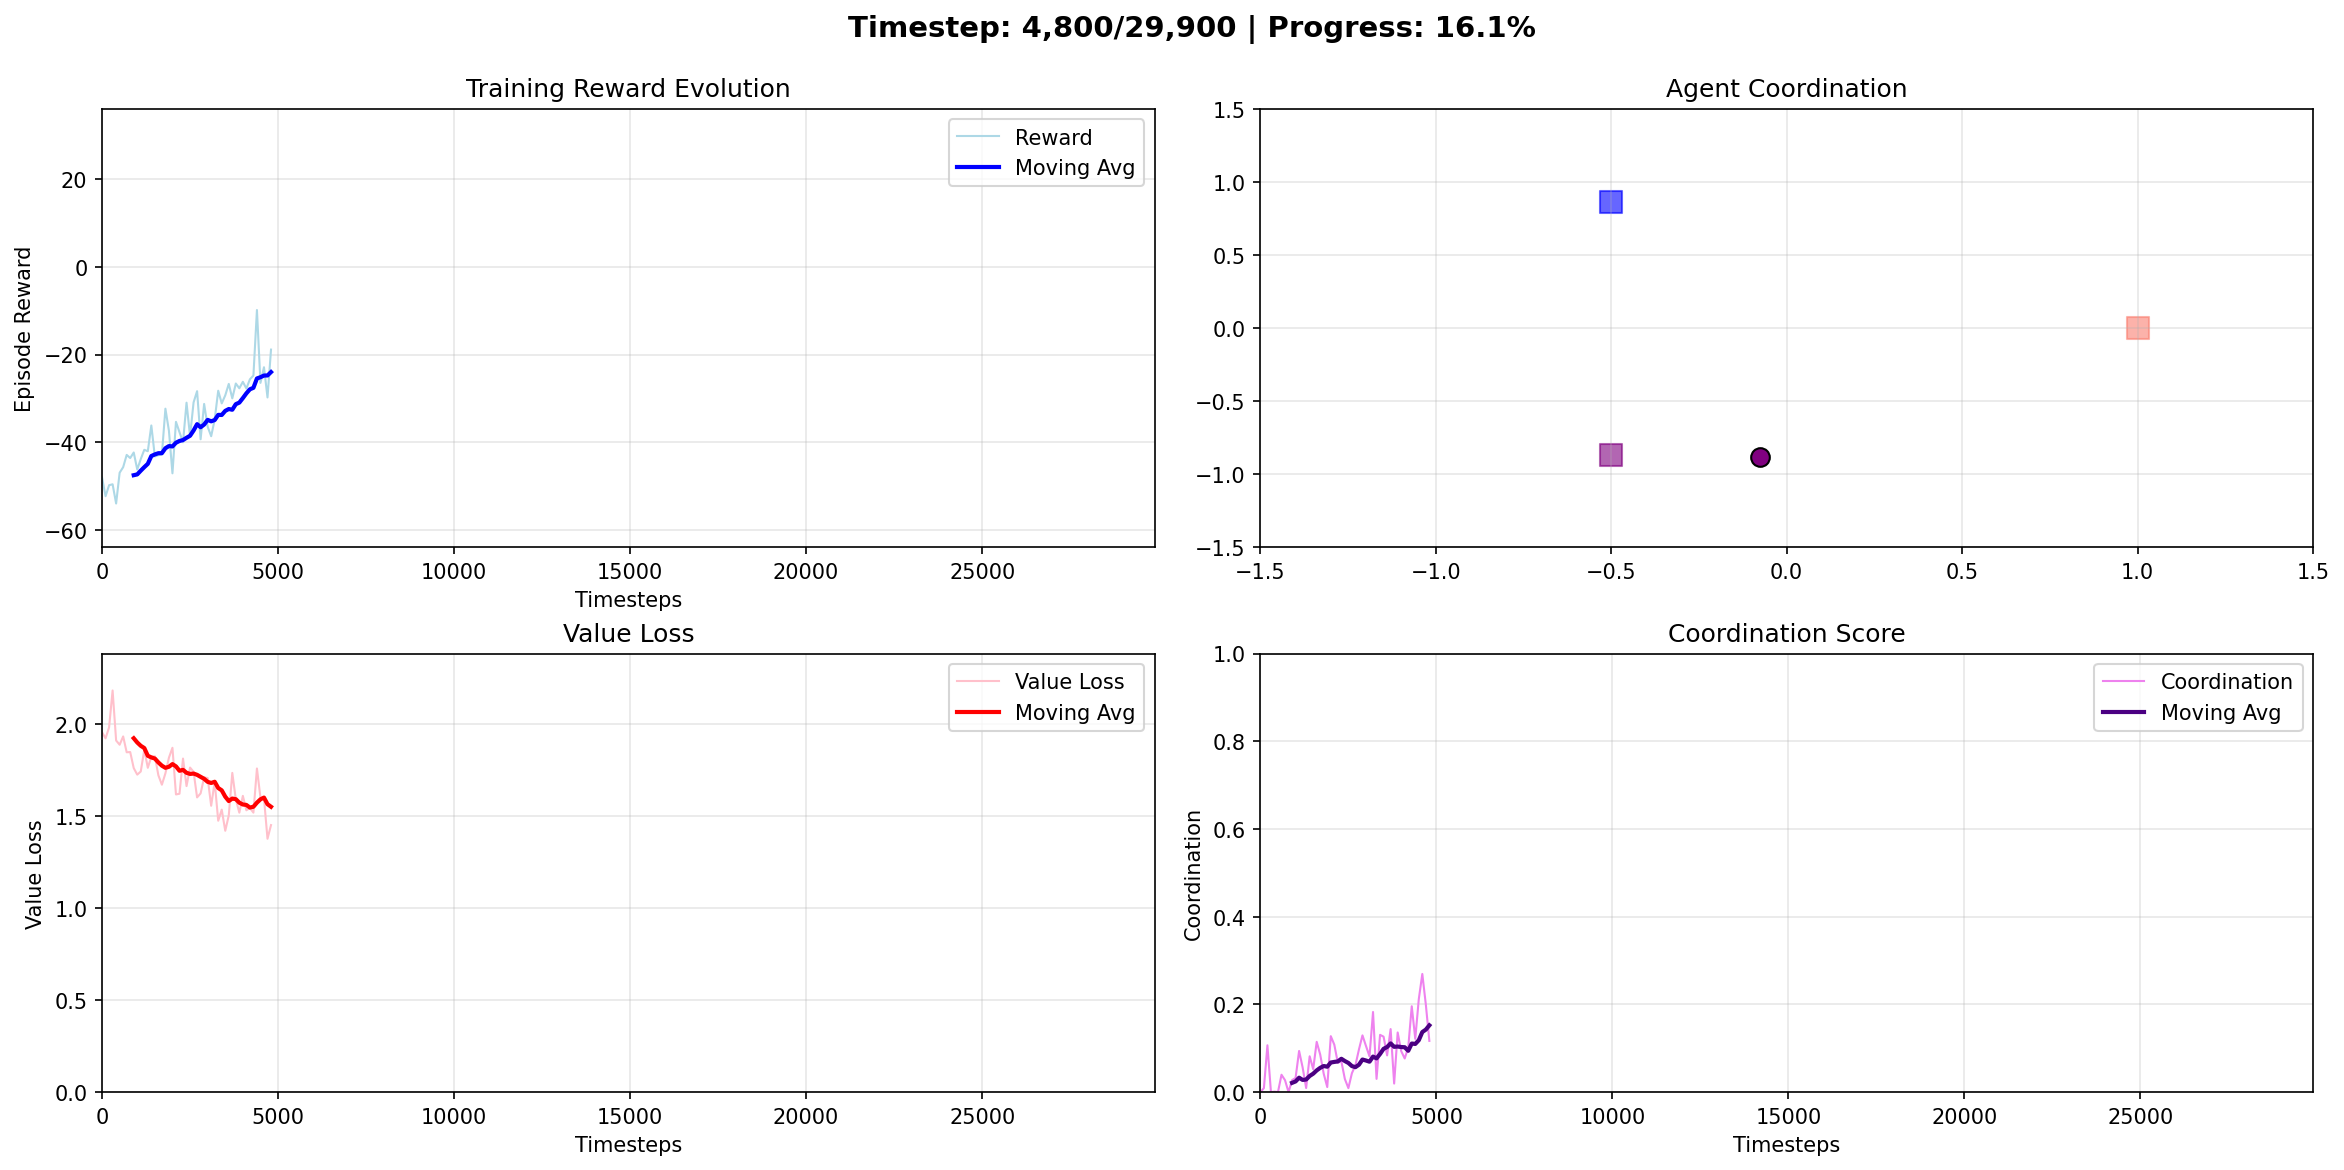 Timestep: 4,800/29,900 | Progress: 16.1%
Training Reward Evolution
Reward
Moving Avg
Episode Reward
20
0
−20
−40
−60
0
5000
10000
15000
20000
25000
Timesteps
Agent Coordination
1.5
1.0
0.5
0.0
−0.5
−1.0
−1.5
−1.5
−1.0
−0.5
0.0
0.5
1.0
1.5
Value Loss
Value Loss
Moving Avg
Value Loss
2.0
1.5
1.0
0.5
0.0
0
5000
10000
15000
20000
25000
Timesteps
Coordination Score
Coordination
Moving Avg
Coordination
1.0
0.8
0.6
0.4
0.2
0.0
0
5000
10000
15000
20000
25000
Timesteps